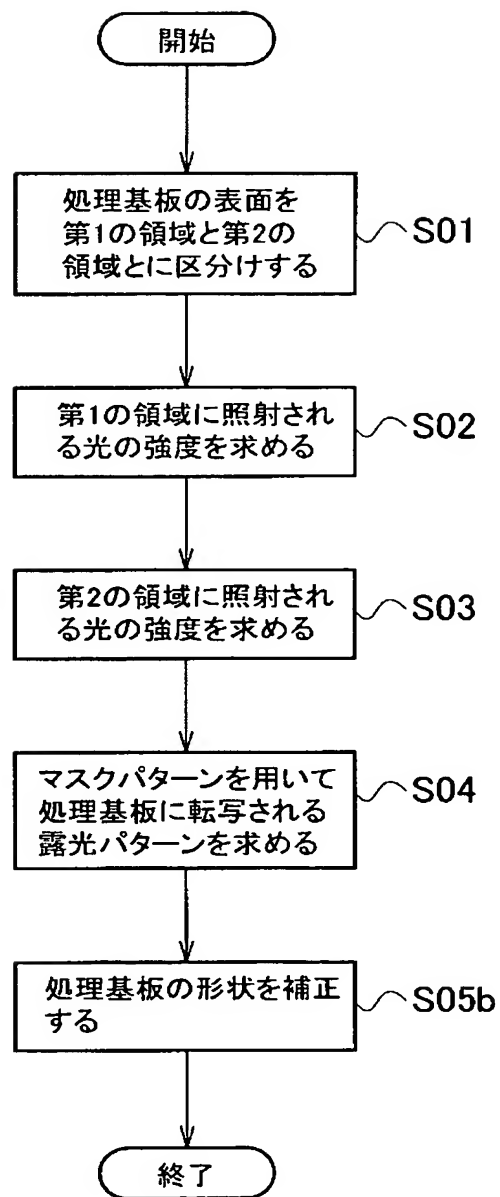 開始
処理基板の表面を
第1の領域と第2の
領域とに区分けする
S01
第1の領域に照射され
る光の強度を求める
S02
第2の領域に照射され
る光の強度を求める
S03
マスクパターンを用いて
処理基板に転写される
露光パターンを求める
S04
処理基板の形状を補正
する
S05b
終了